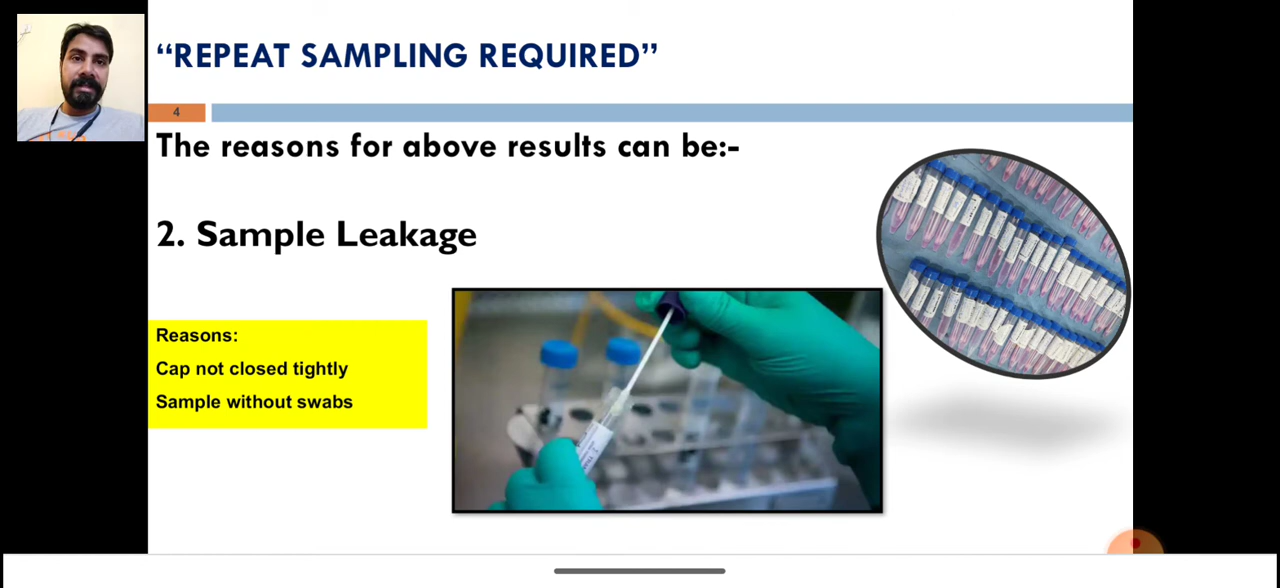 “REPEAT SAMPLING REQUIRED”
4
The reasons for above results can be:-
2. Sample Leakage
Reasons:
Cap not closed tightly
Sample without swabs